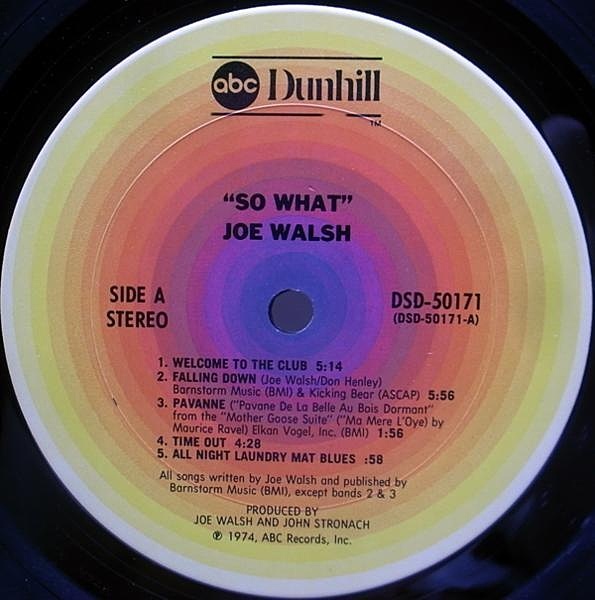 abc Dunhill
TM
"SO WHAT"
JOE WALSH
SIDE A
STEREO
DSD-50171
(DSD-50171-A)
1. WELCOME TO THE CLUB 5:14
2. FALLING DOWN (Joe Walsh/Don Henley)
Barnstorm Music (BMI) & Kicking Bear (ASCAP) 5:56
3. PAVANNE ("Pavane De La Belle Au Bois Dormant"
from the "Mother Goose Suite" ("Ma Mere L'Oye) by
Maurice Ravel) Elkan Vogel, Inc. (BMI) 1:56
4. TIME OUT 4:28
5. ALL NIGHT LAUNDRY MAT BLUES :58
All songs written by Joe Walsh and published by
Barnstorm Music (BMI), except bands 2 & 3
PRODUCED BY
JOE WALSH AND JOHN STRONACH
℗ 1974, ABC Records, Inc.